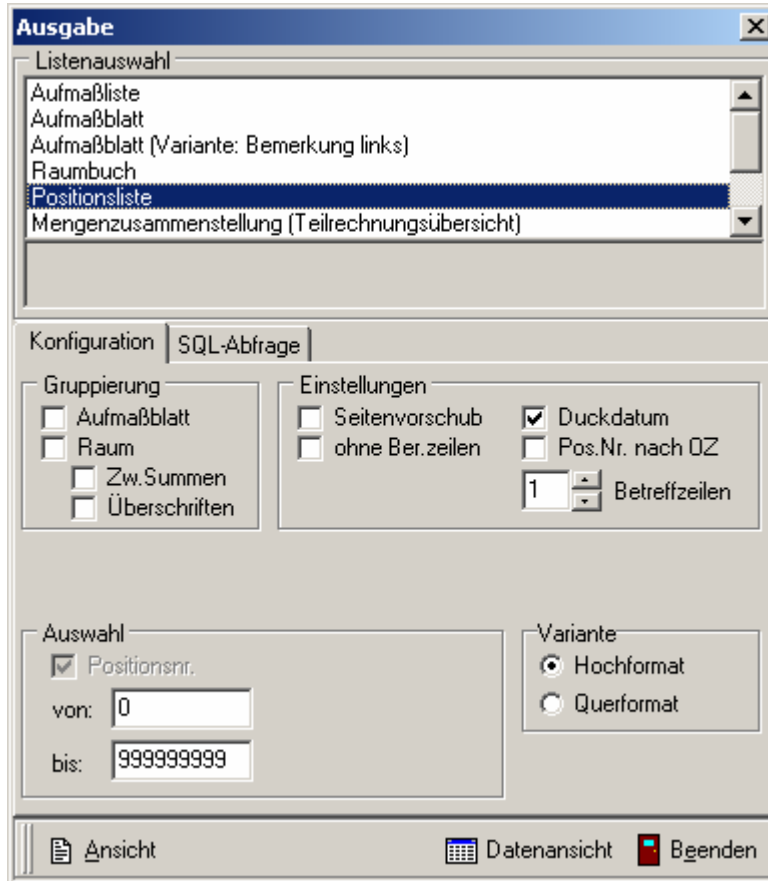 Ausgabe
Listenauswahl
Aufmaßliste
Aufmaßblatt
Aufmaßblatt (Variante: Bemerkung links)
Raumbuch
Positionsliste
Mengenzusammenstellung (Teilrechnungsübersicht)
Konfiguration SQL-Abfrage
Gruppierung
Aufmaßblatt
Raum
Zw.Summen
Überschriften
Einstellungen
Seitenvorschub Duckdatum
ohne Ber.zeilen Pos.Nr. nach OZ
1 Betreffzeilen
Auswahl
Positionsnr.
von: 0
bis: 999999999
Variante
Hochformat
Querformat
Ansicht Datenansicht Beenden